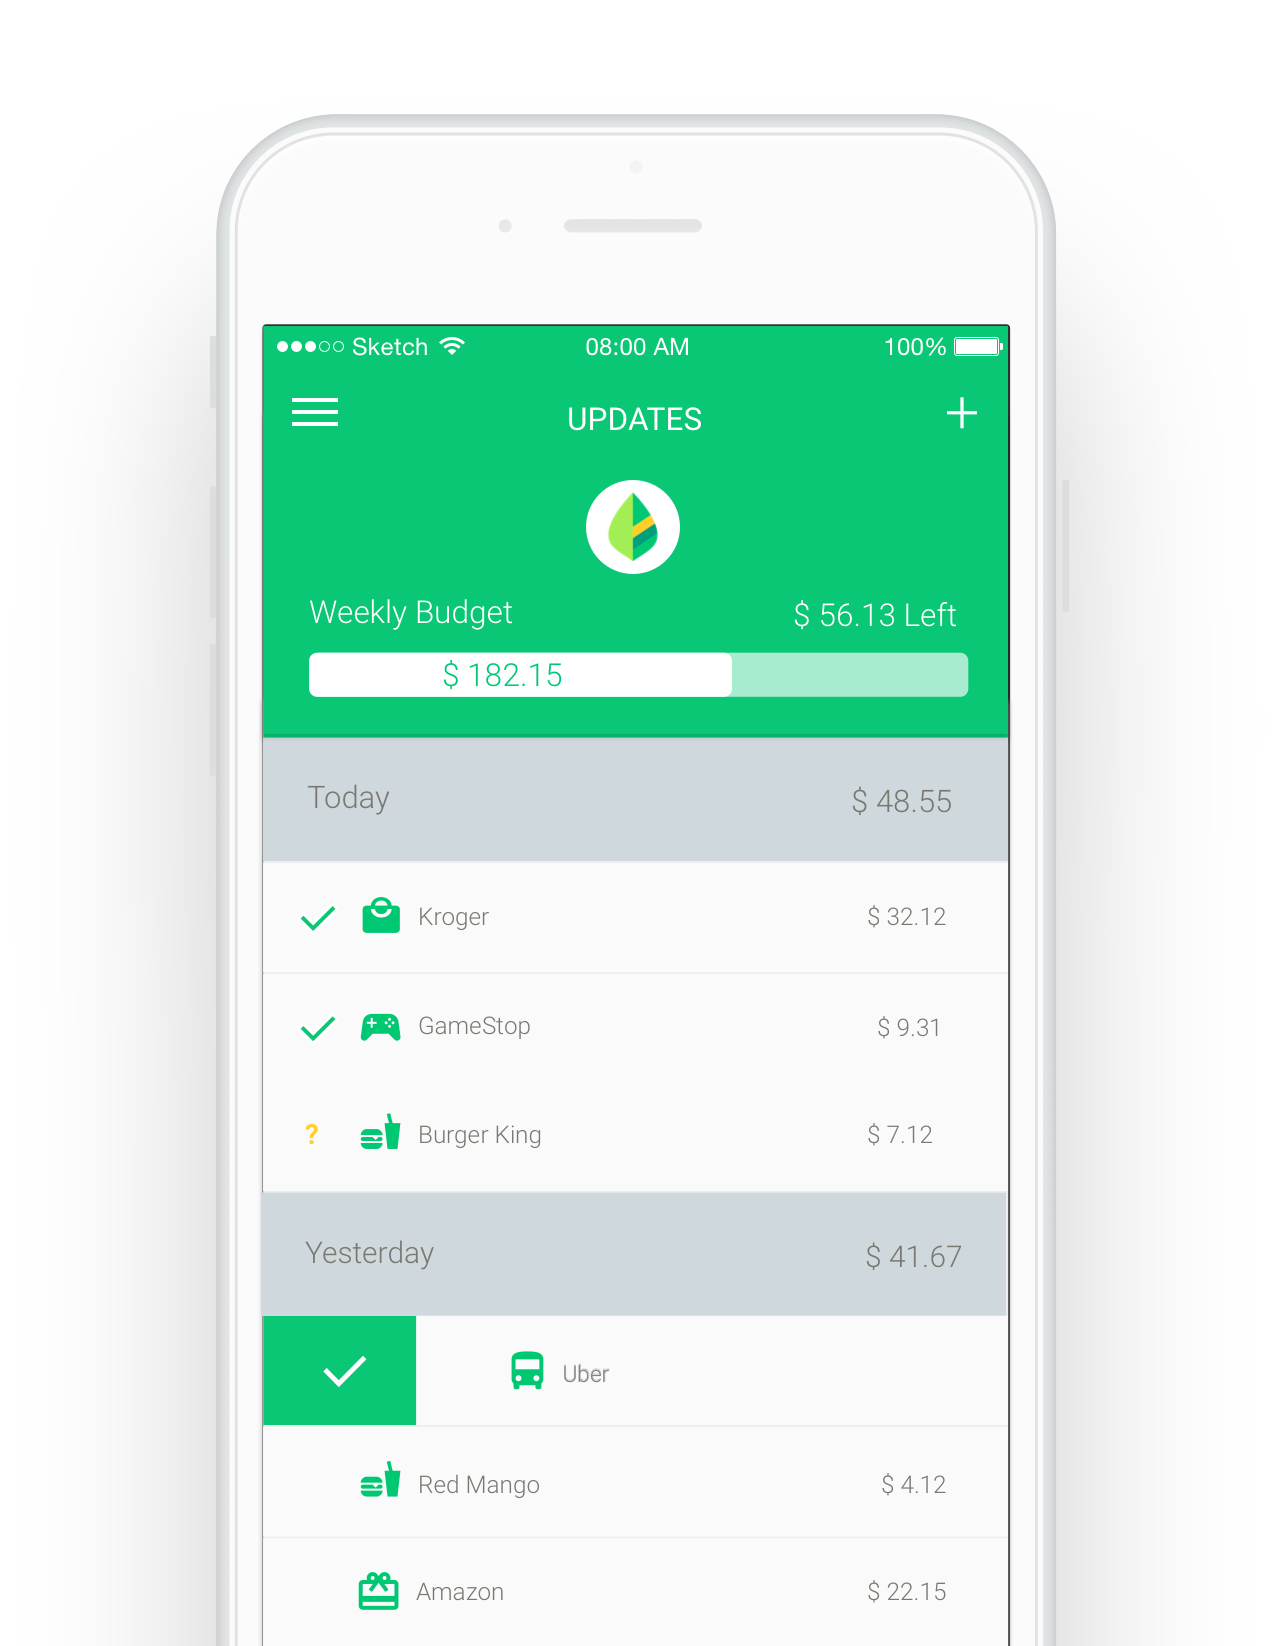 Sketch 08:00 AM 100%
UPDATES
Weekly Budget $ 56.13 Left
$ 182.15
Today $ 48.55
Kroger $ 32.12
GameStop $ 9.31
? Burger King $ 7.12
Yesterday $ 41.67
Uber
Red Mango $ 4.12
Amazon $ 22.15